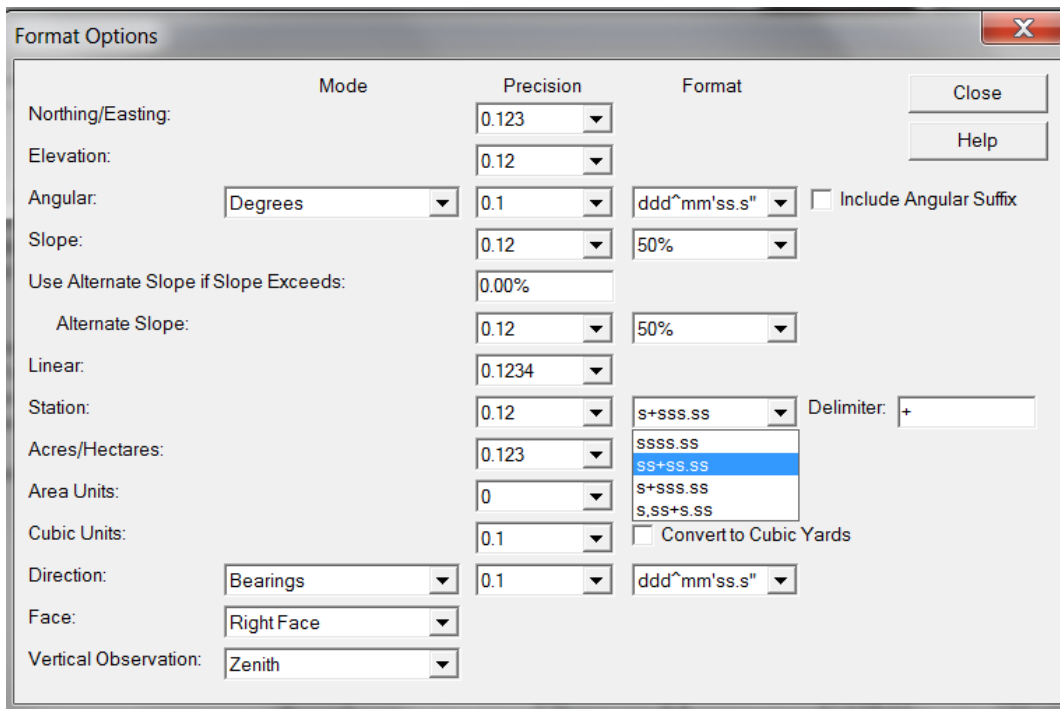 Format Options
Mode Precision Format Close
Northing/Easting: 0.123
Help
Elevation: 0.12
Angular: Degrees 0.1 ddd^mm'ss.s" Include Angular Suffix
Slope: 0.12 50%
Use Alternate Slope if Slope Exceeds: 0.00%
Alternate Slope: 0.12 50%
Linear: 0.1234
Station: 0.12 s+sss.ss Delimiter: +
ssss.ss
Acres/Hectares: 0.123
ss+ss.ss
s+sss.ss
Area Units: 0
s,ss+s.ss
Cubic Units: 0.1 Convert to Cubic Yards
Direction: Bearings 0.1 ddd^mm'ss.s"
Face: Right Face
Vertical Observation: Zenith